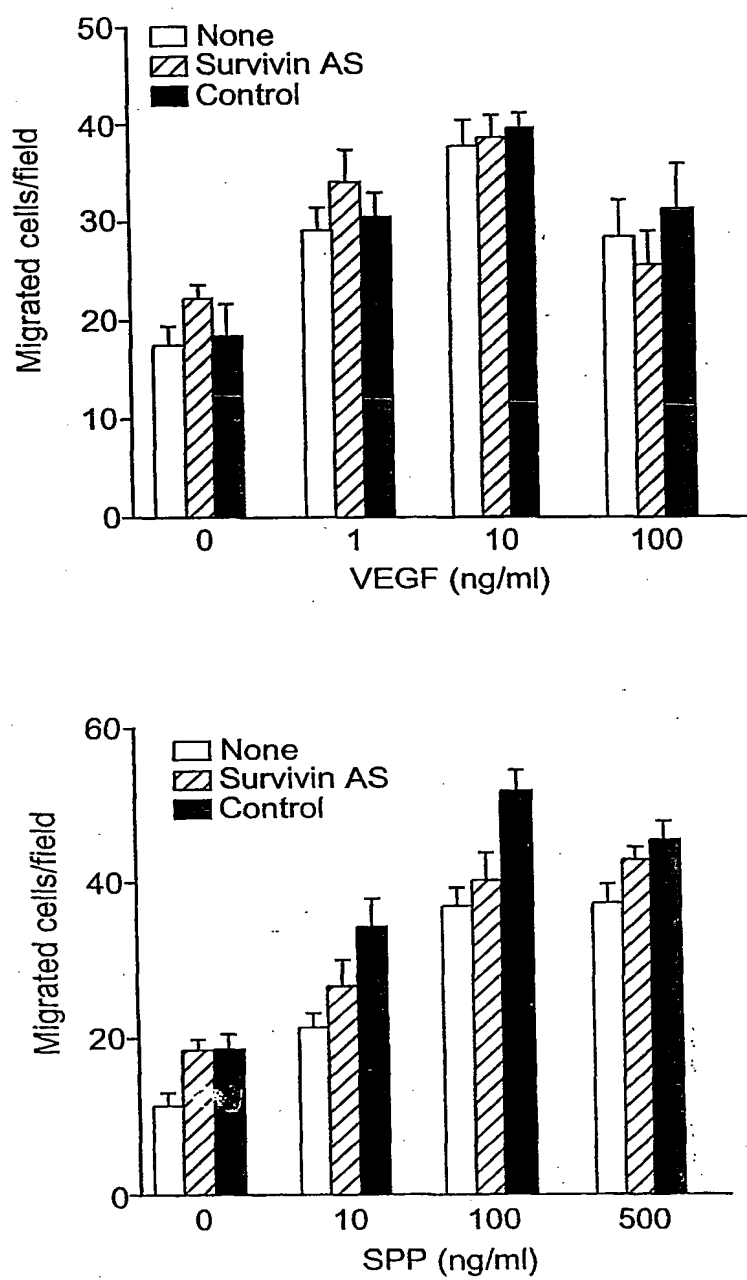 50
40
30
20
10
0
Migrated cells/field
None
Survivin AS
Control
0 1 10 100
VEGF (ng/ml)
60
40
20
0
Migrated cells/field
None
Survivin AS
Control
0 10 100 500
SPP (ng/ml)